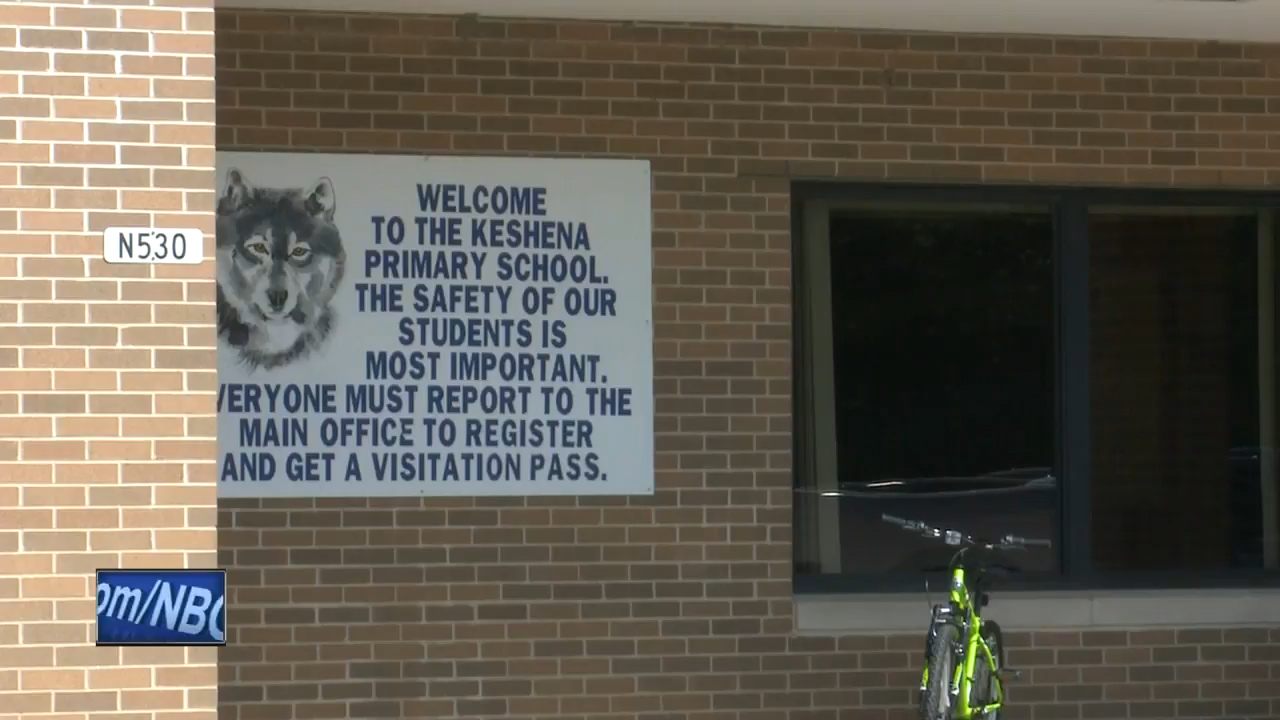 WELCOME
TO THE KESHENA
PRIMARY SCHOOL.
THE SAFETY OF OUR
STUDENTS IS
MOST IMPORTANT.
VERYONE MUST REPORT TO THE
MAIN OFFICE TO REGISTER
AND GET A VISITATION PASS.
N530
om/NBC